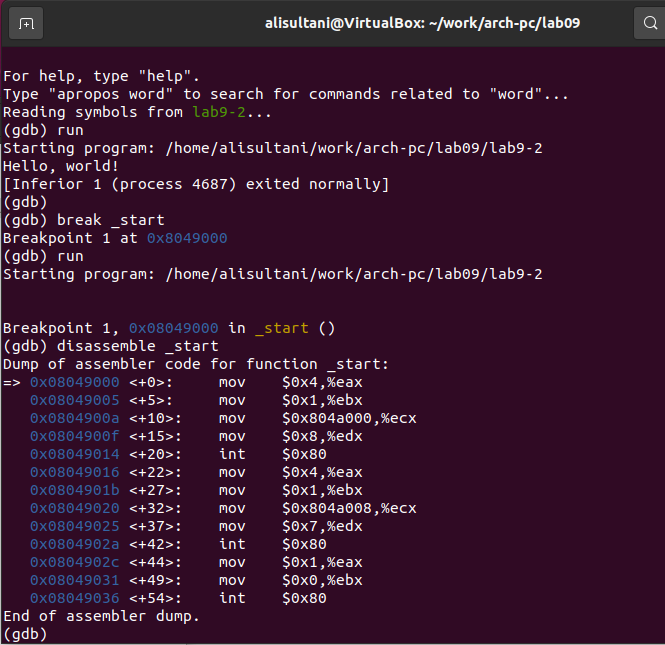 alisultani@VirtualBox: ~/work/arch-pc/lab09
For help, type "help".
Type "apropos word" to search for commands related to "word"...
Reading symbols from lab9-2...
(gdb) run
Starting program: /home/alisultani/work/arch-pc/lab09/lab9-2
Hello, world!
[Inferior 1 (process 4687) exited normally]
(gdb)
(gdb) break _start
Breakpoint 1 at 0x8049000
(gdb) run
Starting program: /home/alisultani/work/arch-pc/lab09/lab9-2
Breakpoint 1, 0x08049000 in _start ()
(gdb) disassemble _start
Dump of assembler code for function _start:
=> 0x08049000 <+0>:     mov    $0x4,%eax
   0x08049005 <+5>:     mov    $0x1,%ebx
   0x0804900a <+10>:    mov    $0x804a000,%ecx
   0x0804900f <+15>:    mov    $0x8,%edx
   0x08049014 <+20>:    int    $0x80
   0x08049016 <+22>:    mov    $0x4,%eax
   0x0804901b <+27>:    mov    $0x1,%ebx
   0x08049020 <+32>:    mov    $0x804a008,%ecx
   0x08049025 <+37>:    mov    $0x7,%edx
   0x0804902a <+42>:    int    $0x80
   0x0804902c <+44>:    mov    $0x1,%eax
   0x08049031 <+49>:    mov    $0x0,%ebx
   0x08049036 <+54>:    int    $0x80
End of assembler dump.
(gdb)